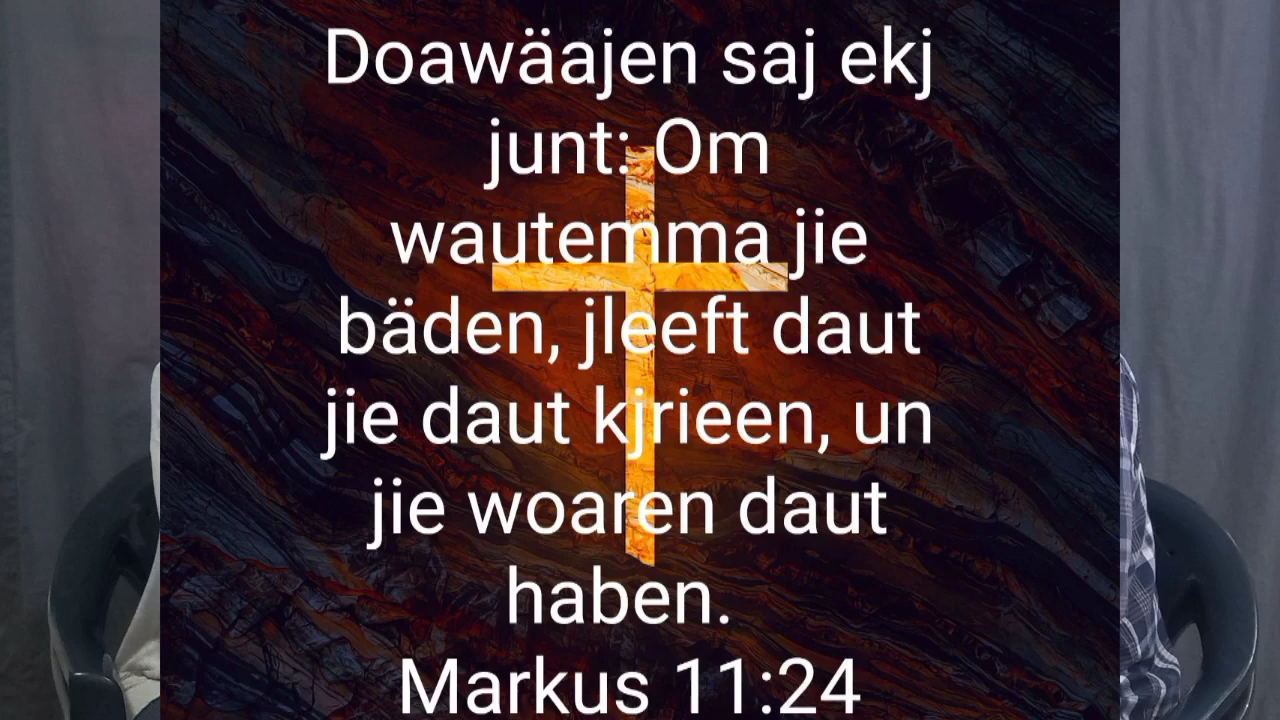 Doawäajen saj ekj
junt: Om
wautemma jie
bäden, jleeft daut
jie daut kjrieen, un
jie woaren daut
haben.
Markus 11:24